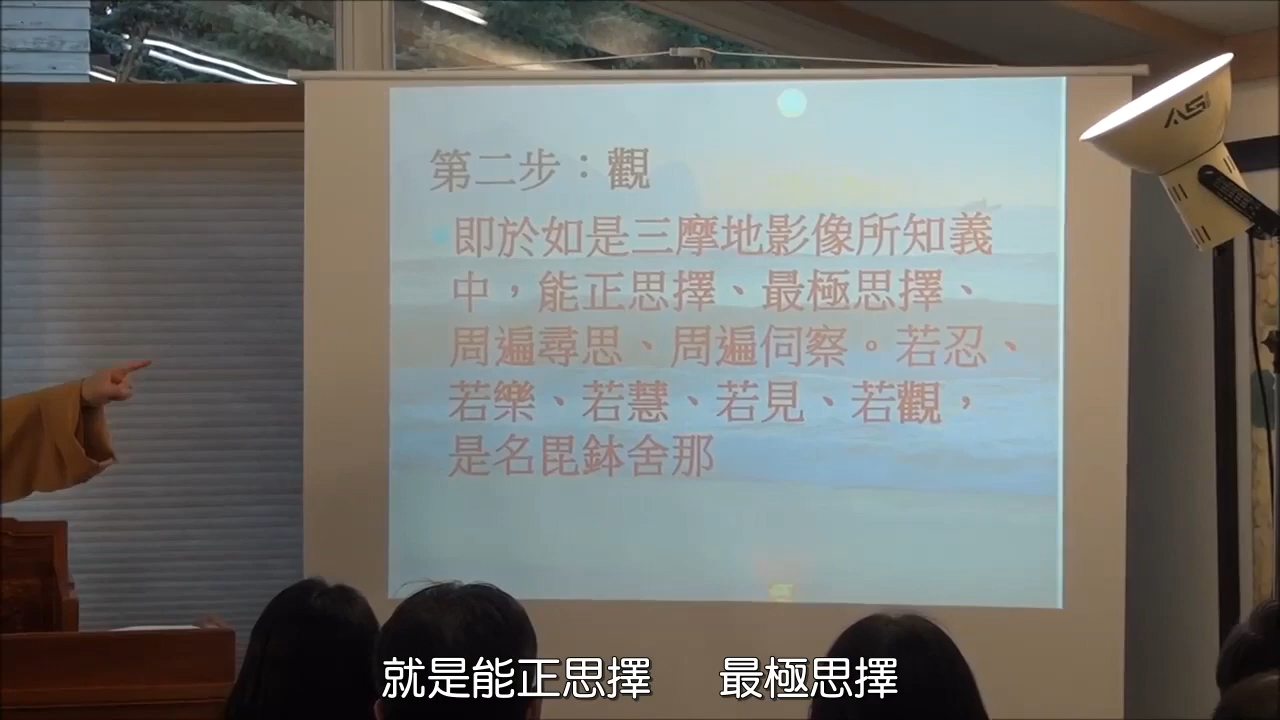 第二步：觀
即於如是三摩地影像所知義
中，能正思擇、最極思擇、
周遍尋思、周遍伺察。若忍、
若樂、若慧、若見、若觀，
是名毘鉢舍那
就是能正思擇　最極思擇